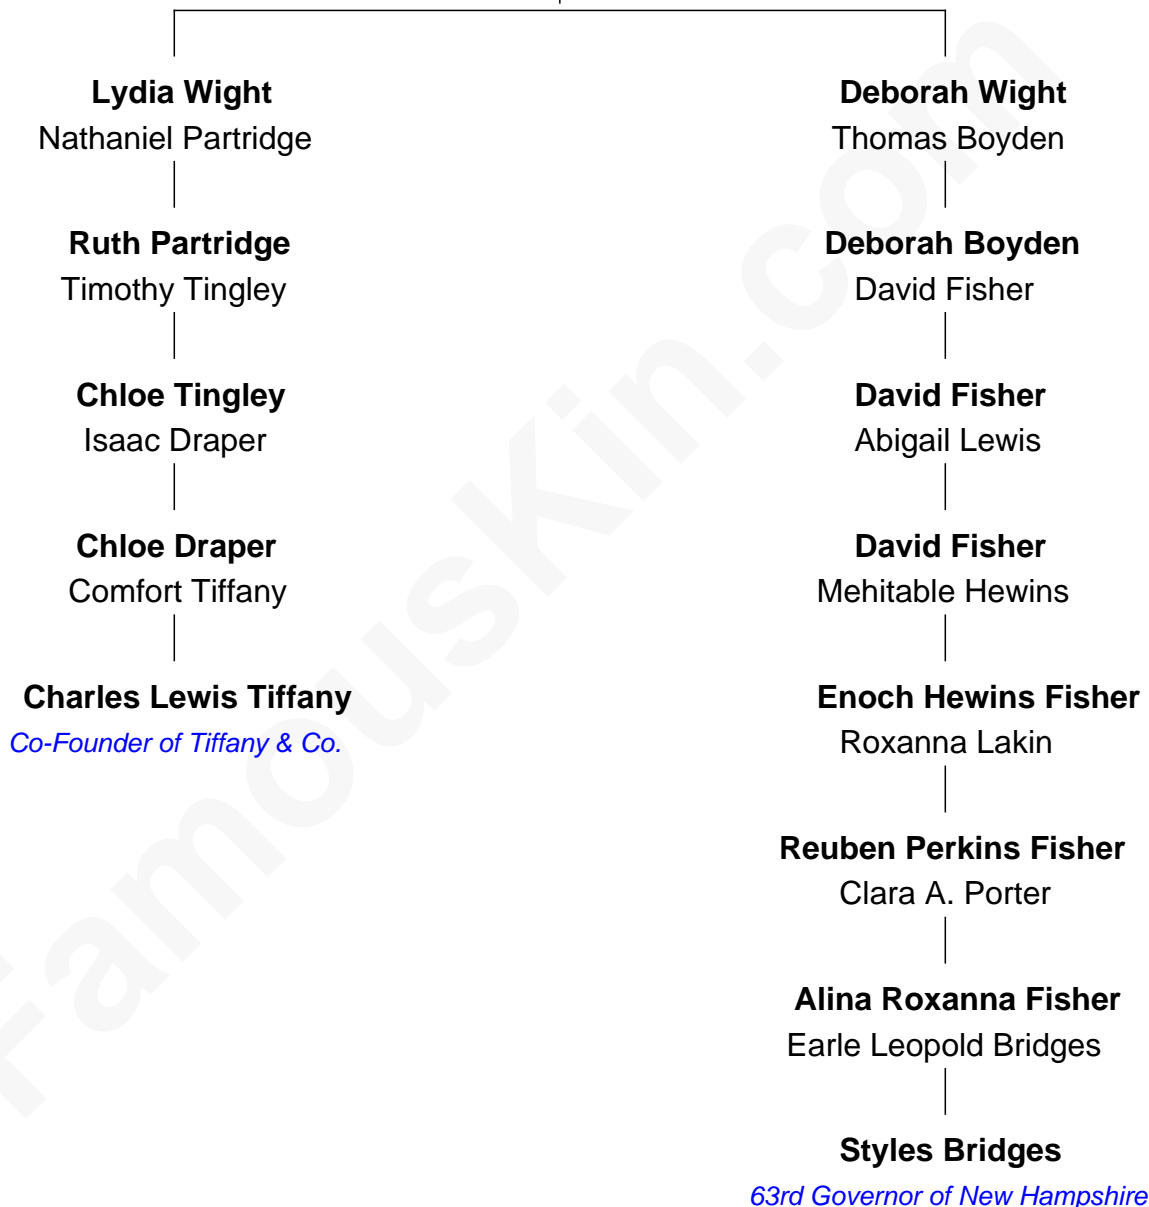 Lydia Wight
Nathaniel Partridge
Ruth Partridge
Timothy Tingley
Chloe Tingley
Isaac Draper
Chloe Draper
Comfort Tiffany
Charles Lewis Tiffany
Co-Founder of Tiffany & Co.
Deborah Wight
Thomas Boyden
Deborah Boyden
David Fisher
David Fisher
Abigail Lewis
David Fisher
Mehitable Hewins
Enoch Hewins Fisher
Roxanna Lakin
Reuben Perkins Fisher
Clara A. Porter
Alina Roxanna Fisher
Earle Leopold Bridges
Styles Bridges
63rd Governor of New Hampshire
FamousKin.com